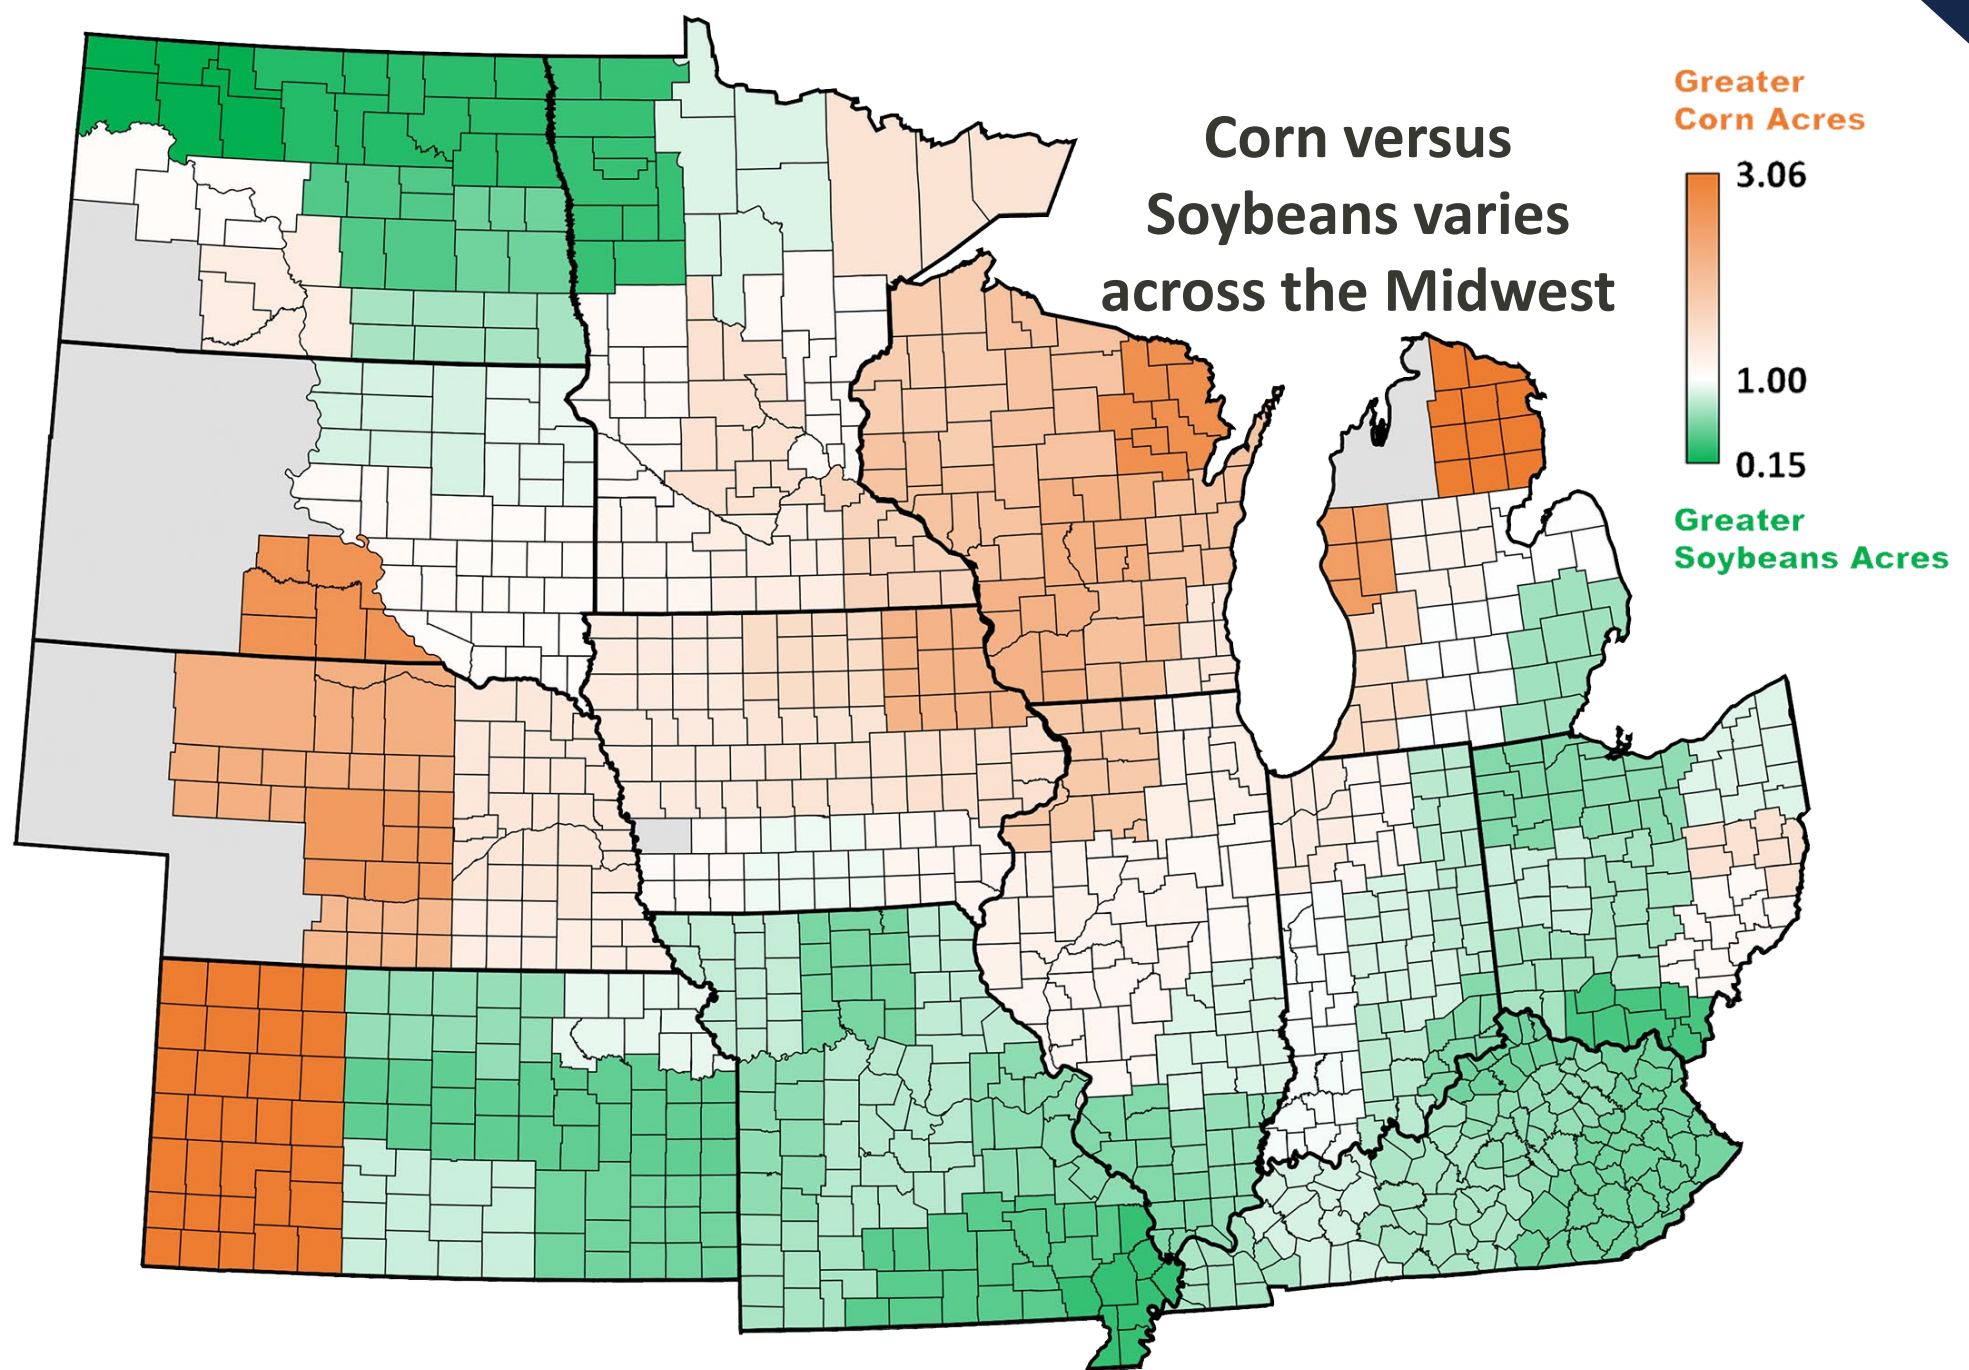 Corn versus
Soybeans varies
across the Midwest
Greater
Corn Acres
3.06
1.00
0.15
Greater
Soybeans Acres